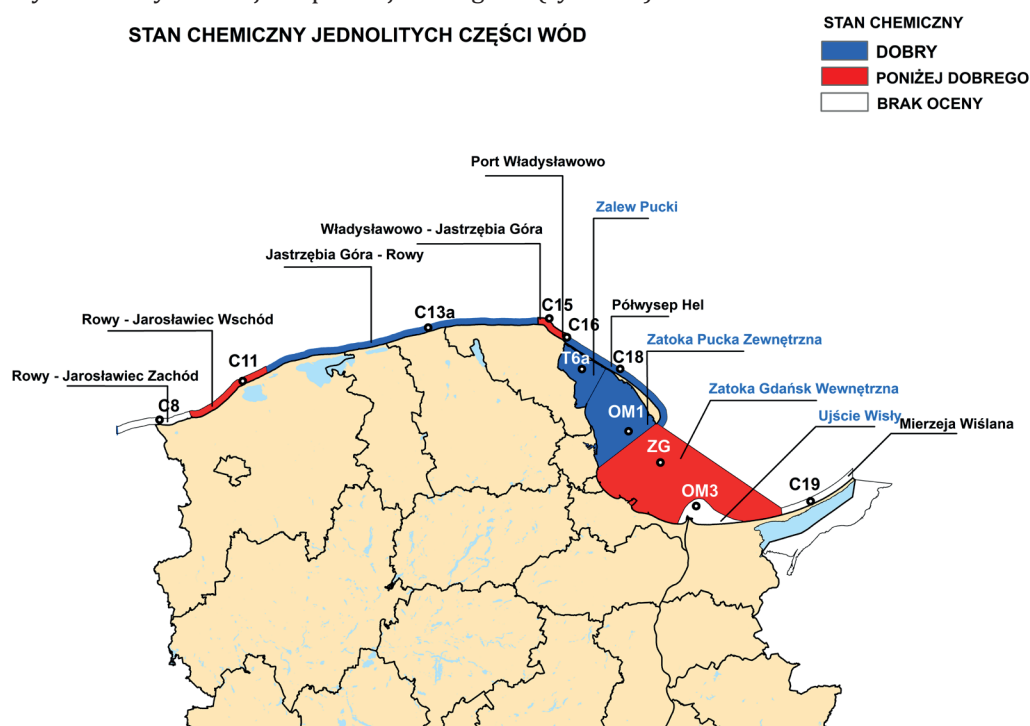 STAN CHEMICZNY JEDNOLITYCH CZĘŚCI WÓD
STAN CHEMICZNY
DOBRY
PONIŻEJ DOBREGO
BRAK OCENY
Port Władysławowo
Zalew Pucki
Władysławowo - Jastrzębia Góra
Jastrzębia Góra - Rowy
Półwysep Hel
C15
C13a
C16
Rowy - Jarosławiec Wschód
Zatoka Pucka Zewnętrzna
T6a
C18
C11
Rowy - Jarosławiec Zachód
Zatoka Gdańsk Wewnętrzna
C8
OM1
Ujście Wisły
Mierzeja Wiślana
ZG
OM3
C19